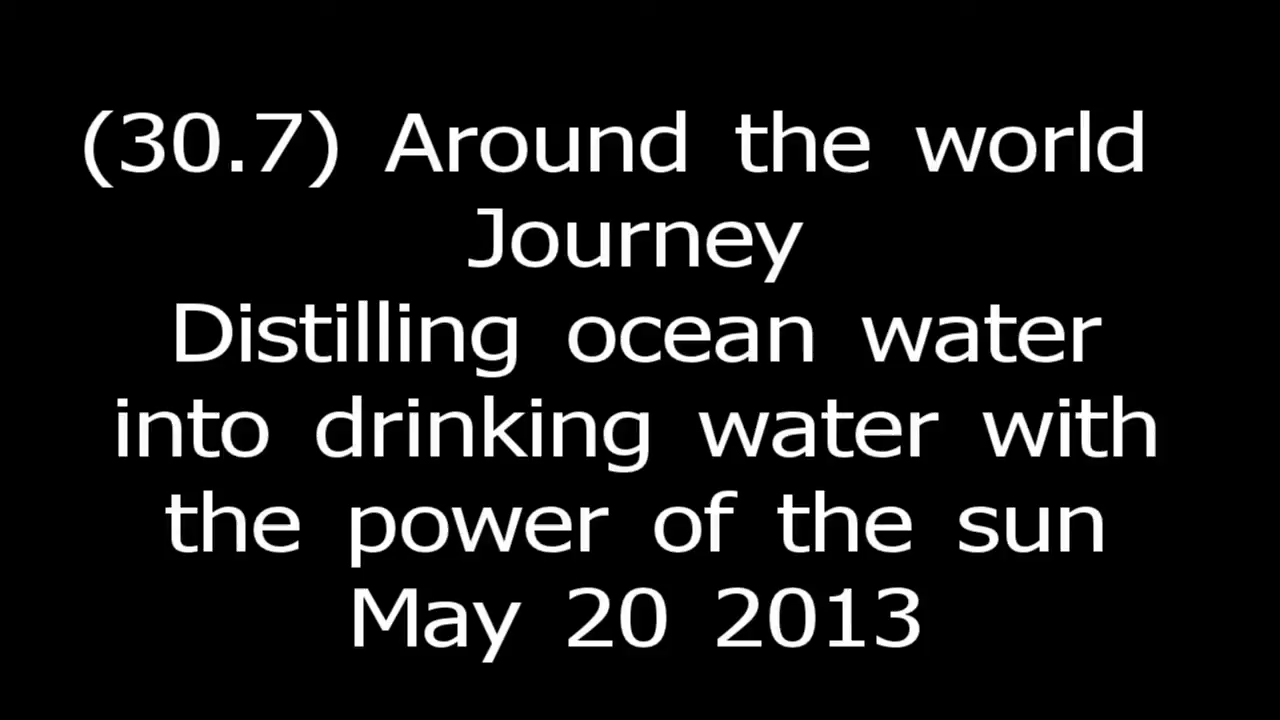 (30.7) Around the world
Journey
Distilling ocean water
into drinking water with
the power of the sun
May 20 2013